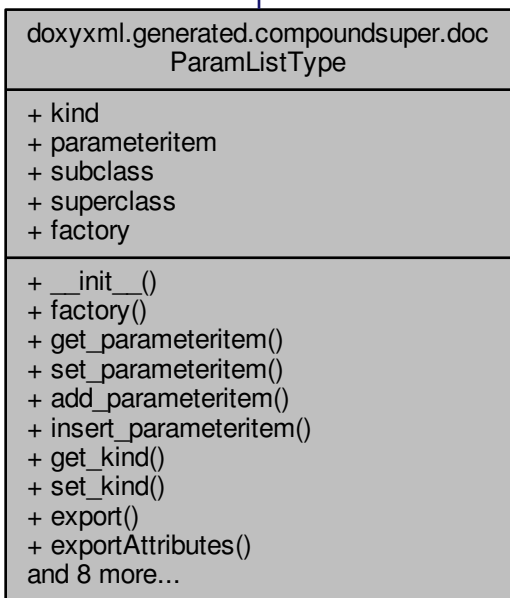 doxyxml.generated.compoundsuper.doc
ParamListType
+ kind
+ parameteritem
+ subclass
+ superclass
+ factory
+ __init__()
+ factory()
+ get_parameteritem()
+ set_parameteritem()
+ add_parameteritem()
+ insert_parameteritem()
+ get_kind()
+ set_kind()
+ export()
+ exportAttributes()
and 8 more...